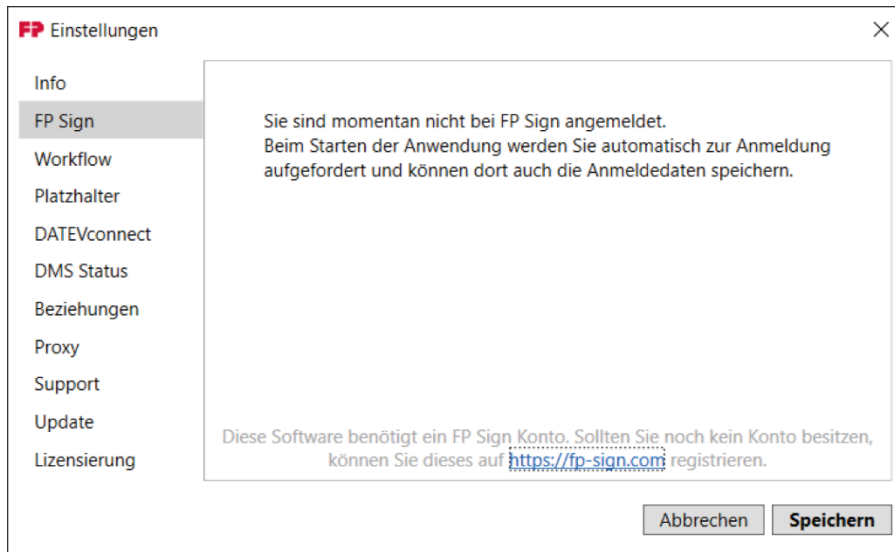 FP Einstellungen
Info
FP Sign
Workflow
Platzhalter
DATEVconnect
DMS Status
Beziehungen
Proxy
Support
Update
Lizensierung
Sie sind momentan nicht bei FP Sign angemeldet.
Beim Starten der Anwendung werden Sie automatisch zur Anmeldung
aufgefordert und können dort auch die Anmeldedaten speichern.
Diese Software benötigt ein FP Sign Konto. Sollten Sie noch kein Konto besitzen,
können Sie dieses auf https://fp-sign.com registrieren.
Abbrechen Speichern